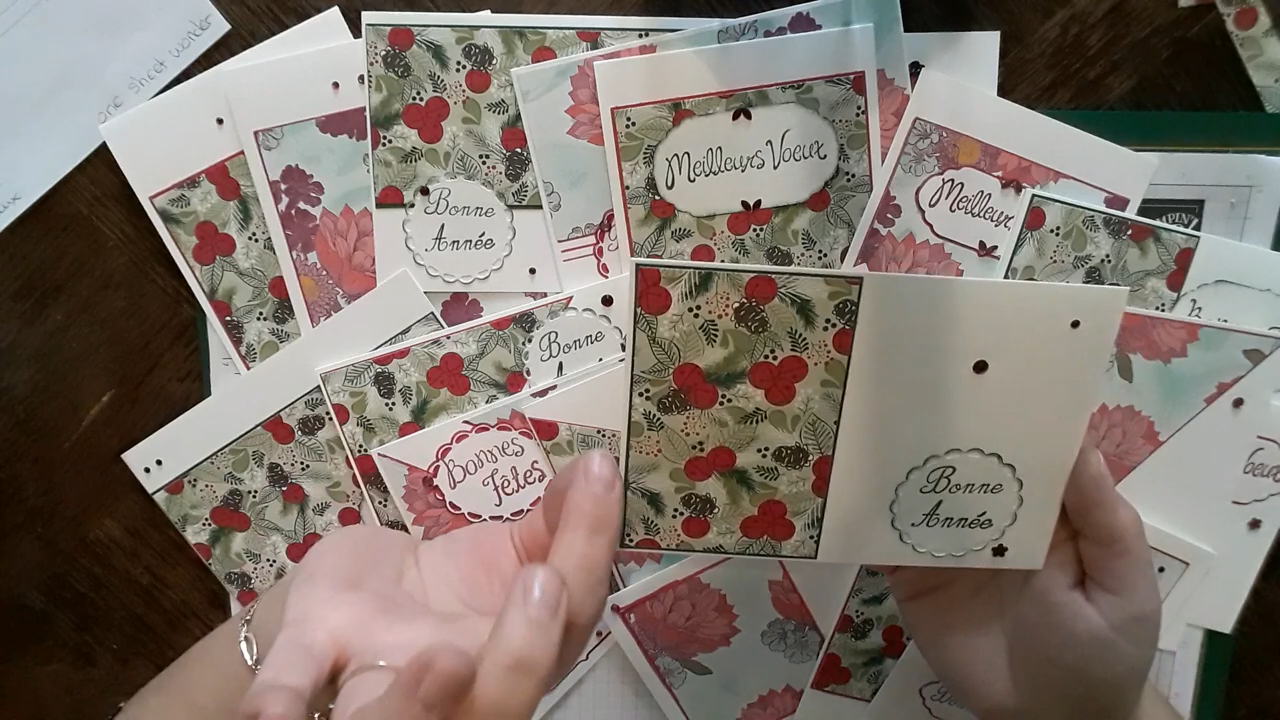 one sheet wonder
Bonne
Année
Meilleurs Voeux
Meilleur
Bonne
Bonnes
Fêtes
Bonne
Année